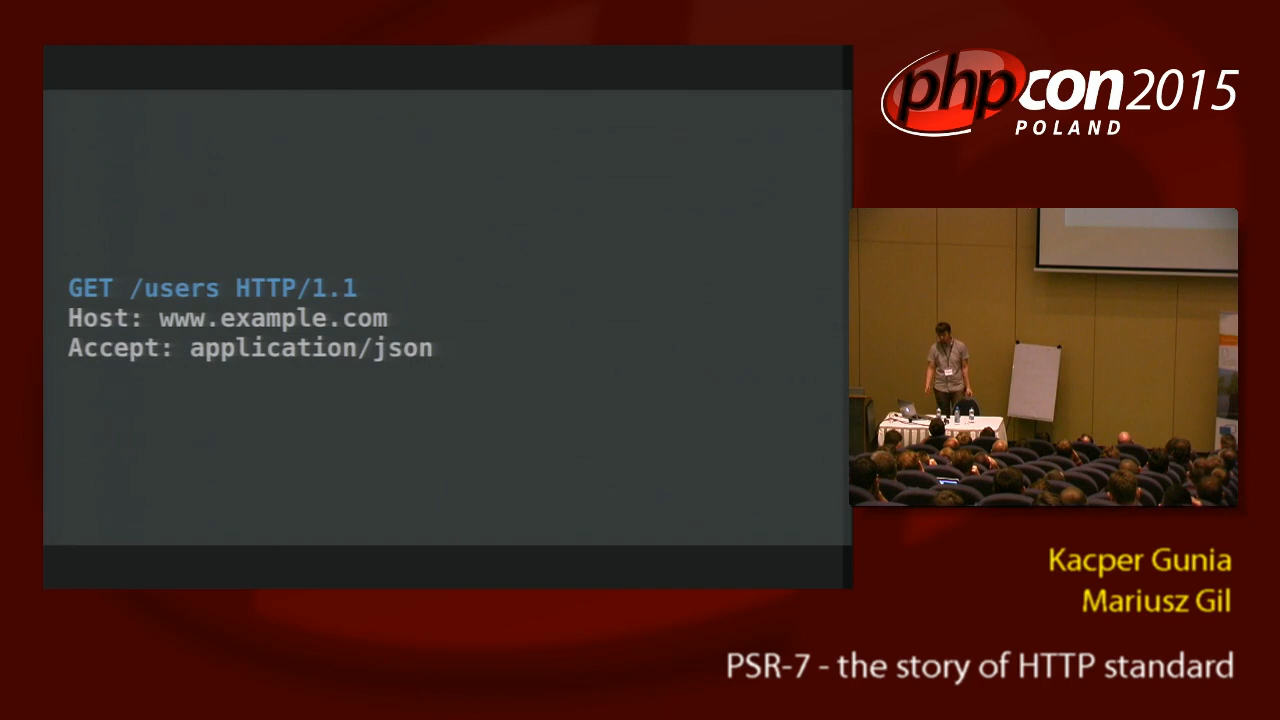 GET /users HTTP/1.1
Host: www.example.com
Accept: application/json
phpcon2015
POLAND
Kacper Gunia
Mariusz Gil
PSR-7 - the story of HTTP standard